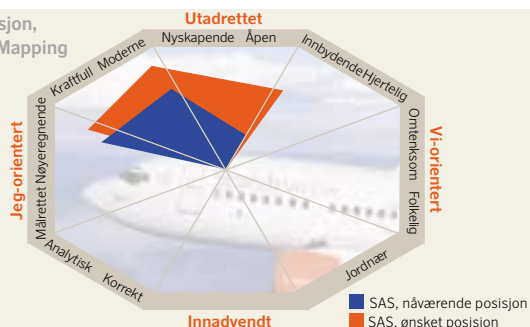 sjon,
Mapping
Utadrettet
Nyskapende Åpen
Kraftfull Moderne
Innbydende Hjertelig
Jeg-orientert
Målrettet Nøyeregnende
Omtenksom Folkelig
Vi-orientert
Analytisk Korrekt
Jordnær
Innadvendt
SAS, nåværende posisjon
SAS, ønsket posisjon